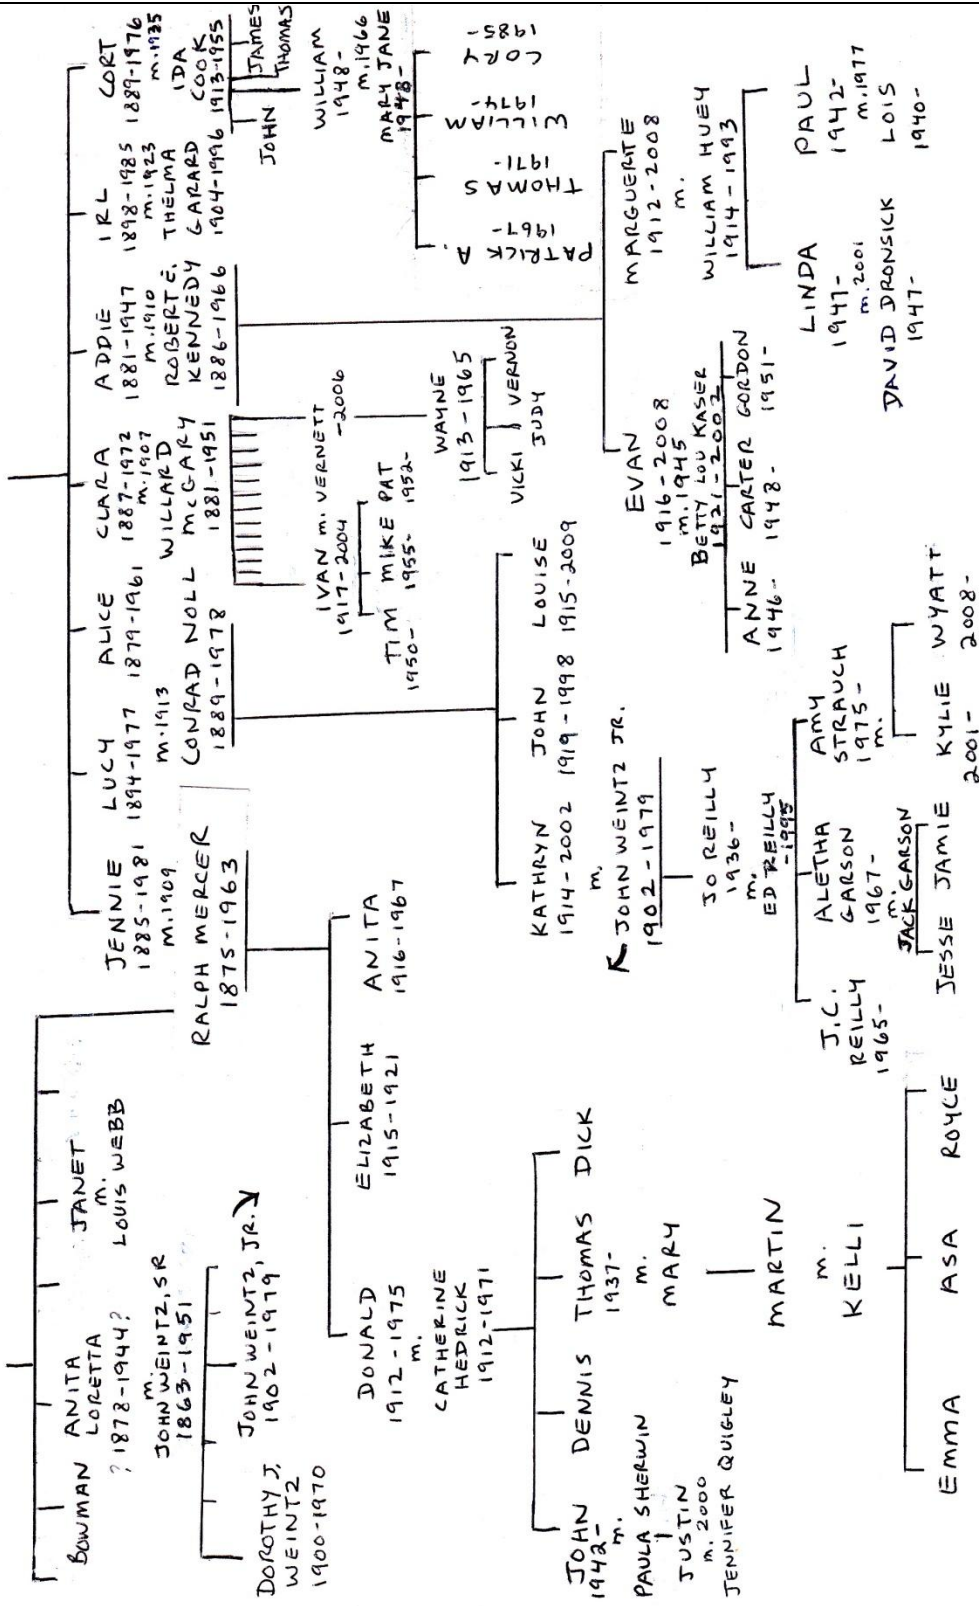 BOWMAN
ANITA
LORETTA
? 1878-1944?
m.
JOHN WEINTZ, SR
1863-1951
JANET
m.
LOUIS WEBB
DOROTHY J.
WEINTZ
1900-1970
JOHN WEINTZ, JR.
1902-1979
JENNIE
1885-1981
m.1909
RALPH MERCER
1875-1963
LUCY
1894-1977
m.1913
CONRAD NOLL
1889-1978
ALICE
1879-1961
CLARA
1887-1972
m.1907
WILLARD
McGARY
1881-1951
ADDIE
1881-1947
m.1910
ROBERT E.
KENNEDY
1886-1966
IRL
1898-1985
m.1923
THELMA
GARARD
1904-1996
CORT
1889-1976
m.1935
IDA
COOK
1913-1955
JOHN
JAMES
THOMAS
WILLIAM
1948-
m.1966
MARY JANE
1948-
PATRICK A.
1967-
THOMAS
1971-
WILLIAM
1974-
CORY
1985-
DONALD
1912-1975
m.
CATHERINE
HEDRICK
1912-1971
ELIZABETH
1915-1921
ANITA
1916-1967
IVAN m. VERNETT
1917-2004
-2006
TIM
1950-
MIKE
1955-
PAT
1952-
WAYNE
1913-1965
VICKI
JUDY
VERNON
KATHRYN
1914-2002
m.
JOHN WEINTZ JR.
1902-1979
JOHN
1919-1998
LOUISE
1915-2009
EVAN
1916-2008
m.1945
BETTY LOU KASER
1921-2002
ANNE
1946-
CARTER
1948-
GORDON
1951-
MARGUERITE
1912-2008
m.
WILLIAM HUEY
1914-1993
LINDA
1947-
m.2001
DAVID DRONSICK
1947-
PAUL
1942-
m.1977
LOIS
1940-
JOHN
1942-
m.
PAULA SHERWIN
JUSTIN
m. 2000
JENNIFER QUIGLEY
DENNIS
THOMAS
1937-
m.
MARY
DICK
MARTIN
m.
KELLI
EMMA
ASA
ROYCE
JO REILLY
1936-
m.
ED REILLY
-1995
J.C.
REILLY
1965-
ALETHA
GARSON
1967-
m.
JACK GARSON
AMY
STRAUCH
1975-
m.
JESSE
JAMIE
KYLIE
2001-
WYATT
2008-